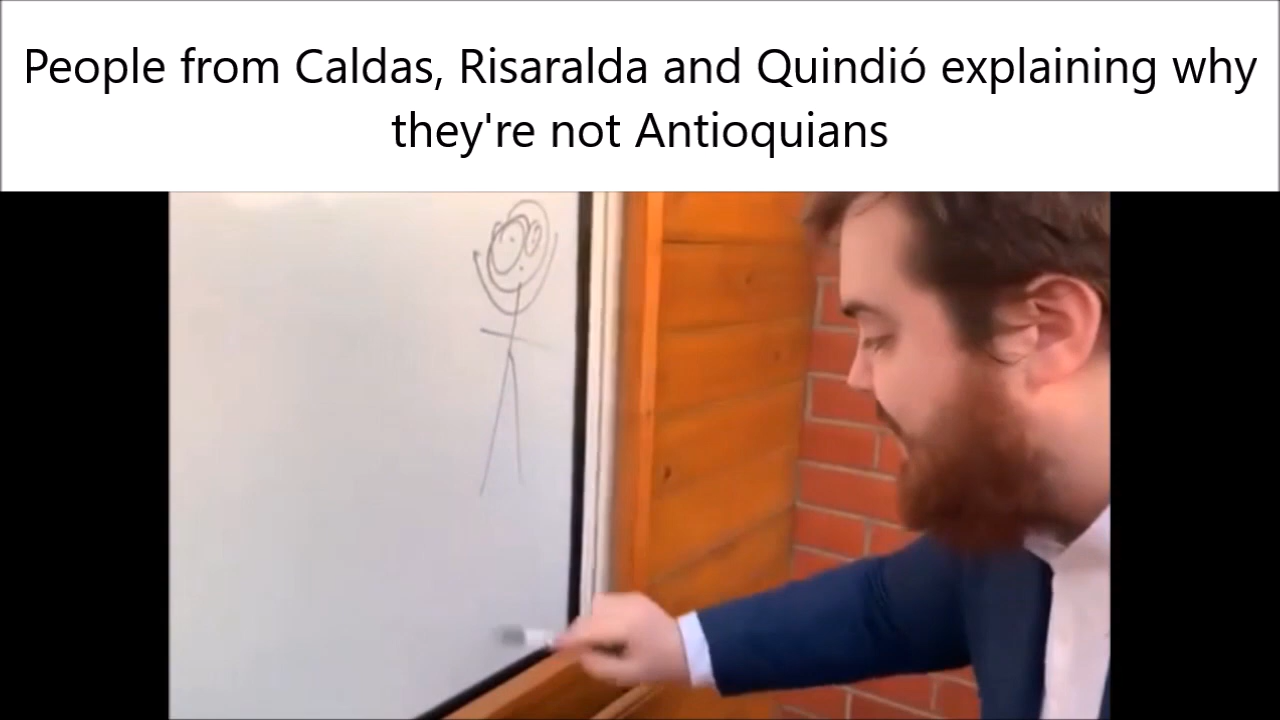 People from Caldas, Risaralda and Quindió explaining why
they're not Antioquians